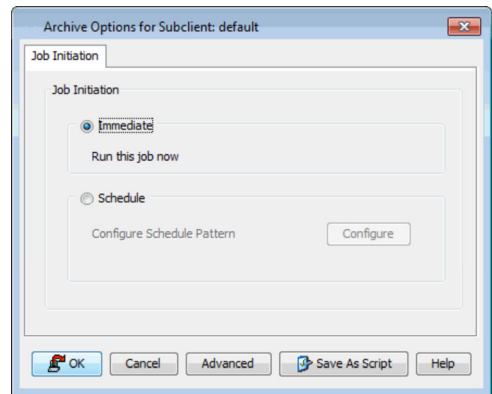 Archive Options for Subclient: default
Job Initiation
Job Initiation
Immediate
Run this job now
Schedule
Configure Schedule Pattern
Configure
OK
Cancel
Advanced
Save As Script
Help